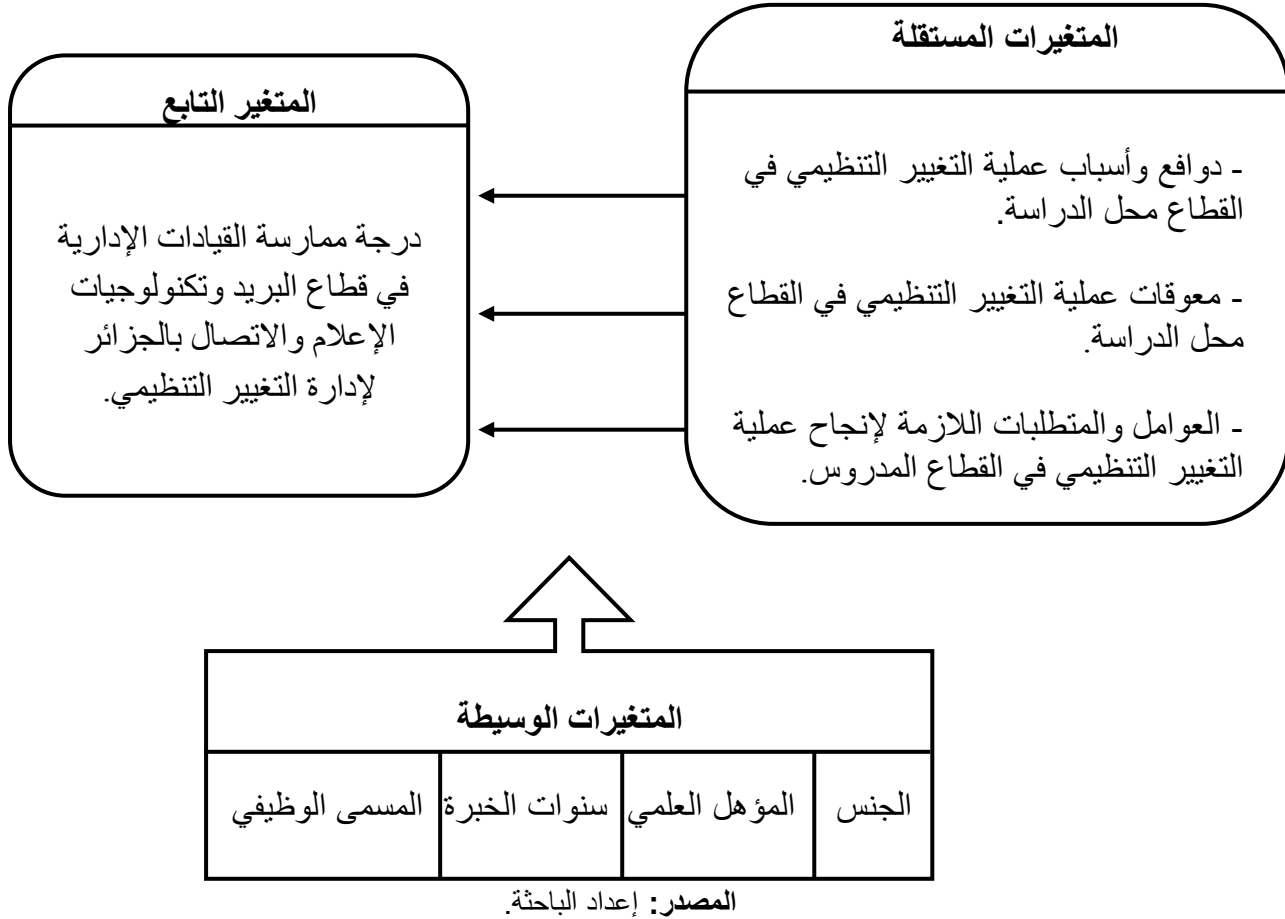 المتغيرات المستقلة
- دوافع وأسباب عملية التغيير التنظيمي في
القطاع محل الدراسة.
- معوقات عملية التغيير التنظيمي في القطاع
محل الدراسة.
- العوامل والمتطلبات اللازمة لإنجاح عملية
التغيير التنظيمي في القطاع المدروس.
المتغير التابع
درجة ممارسة القيادات الإدارية
في قطاع البريد وتكنولوجيات
الإعلام والاتصال بالجزائر
لإدارة التغيير التنظيمي.
المتغيرات الوسيطة
الجنس
المؤهل العلمي
سنوات الخبرة
المسمى الوظيفي
المصدر: إعداد الباحثة.